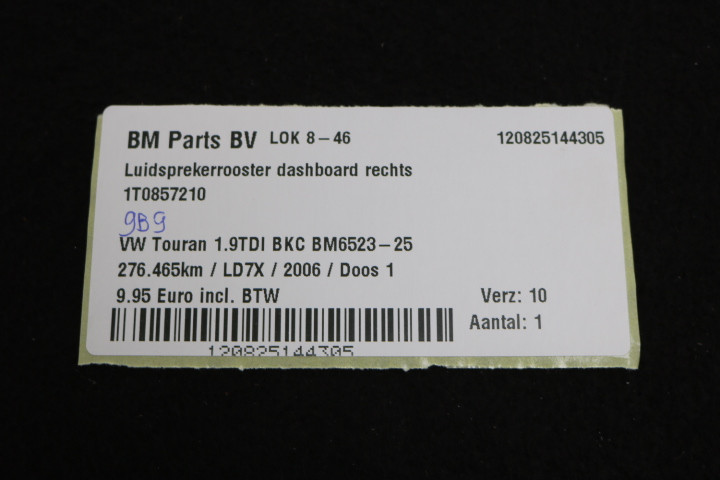 BM Parts BV LOK 8-46 120825144305
Luidsprekerrooster dashboard rechts
1T0857210
9B9
VW Touran 1.9TDI BKC BM6523-25
276.465km / LD7X / 2006 / Doos 1
9.95 Euro incl. BTW Verz: 10
Aantal: 1
120825144305